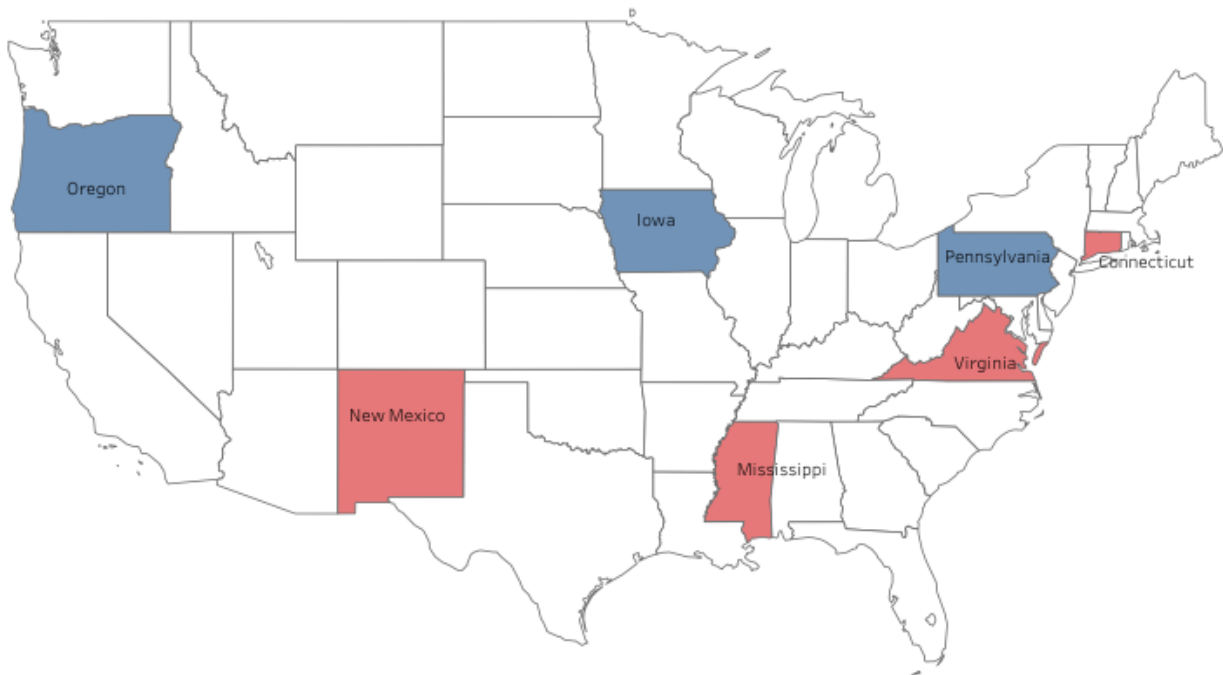 Oregon
Iowa
Pennsylvania
Connecticut
Virginia
New Mexico
Mississippi